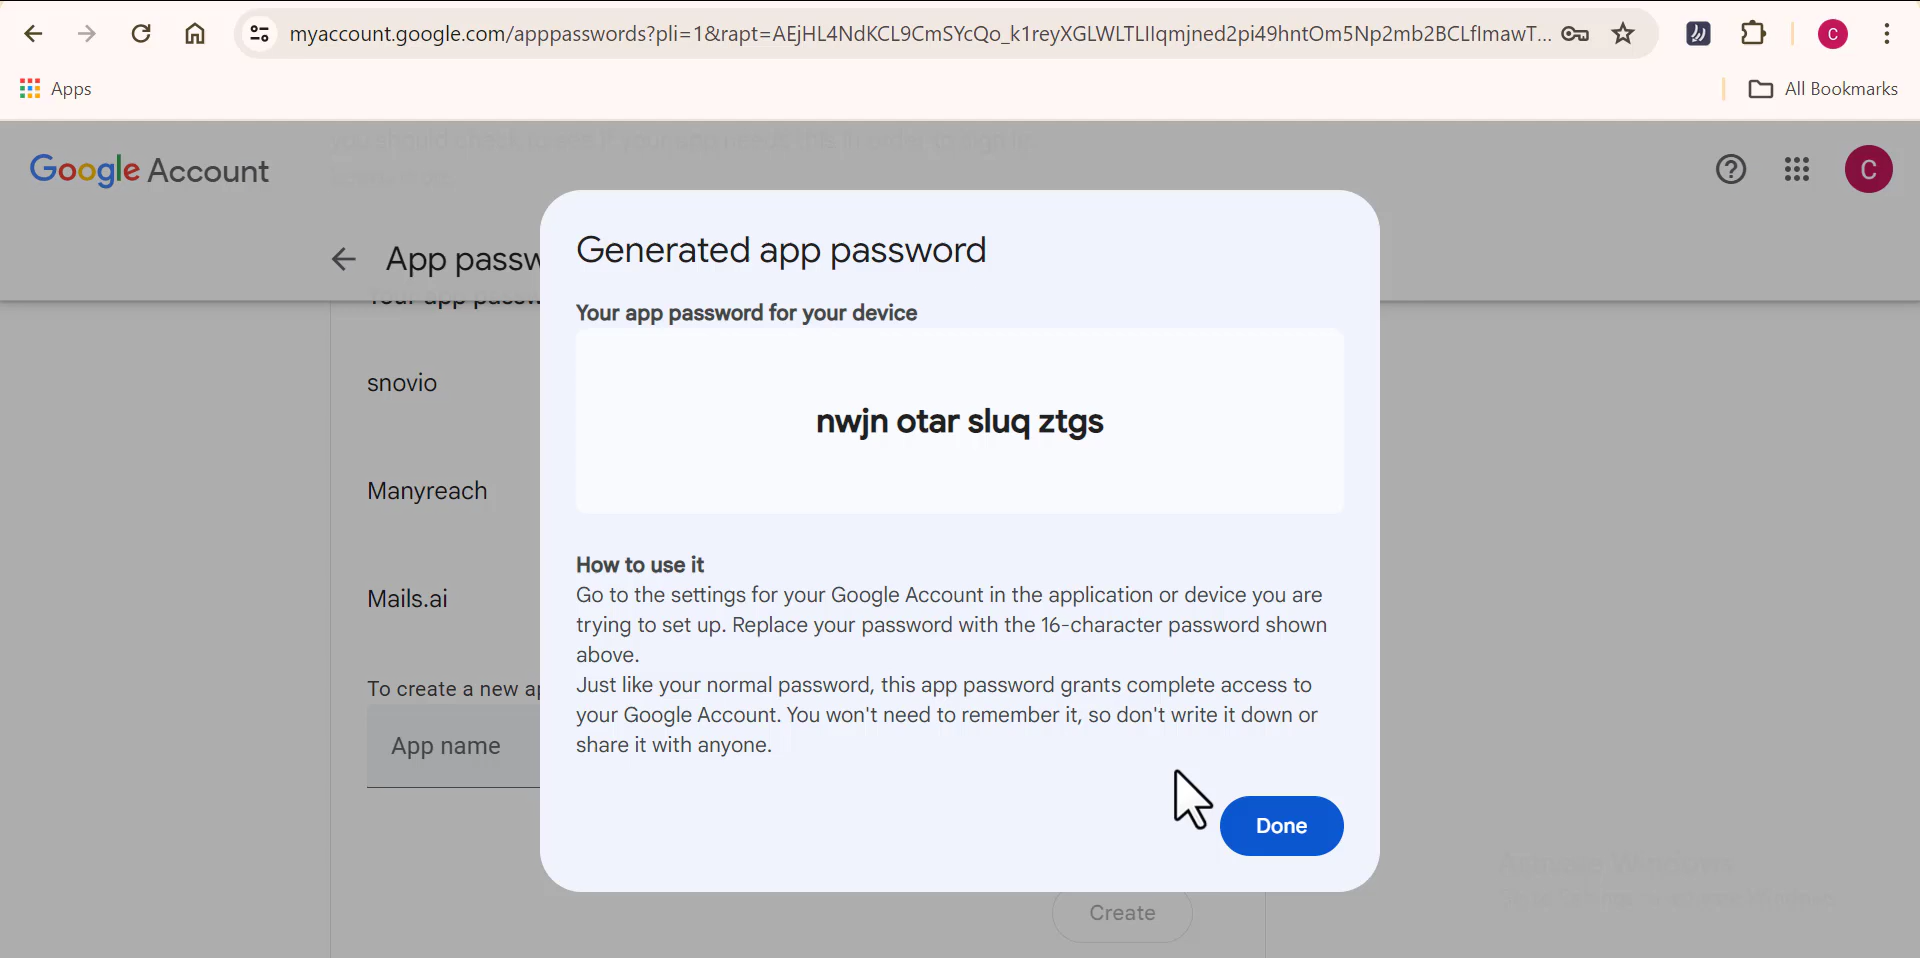 myaccount.google.com/apppasswords?pli=1&rapt=AEjHL4NdKCL9CmSYcQo_k1reyXGLWLTLIlqmjned2pi49hntOm5Np2mb2BCLfImawT...
C
Apps
All Bookmarks
Google Account
C
App passw
Your app passw
snovio
Manyreach
Mails.ai
To create a new ap
App name
Generated app password
Your app password for your device
nwjn otar sluq ztgs
How to use it
Go to the settings for your Google Account in the application or device you are
trying to set up. Replace your password with the 16-character password shown
above.
Just like your normal password, this app password grants complete access to
your Google Account. You won't need to remember it, so don't write it down or
share it with anyone.
Done
Create